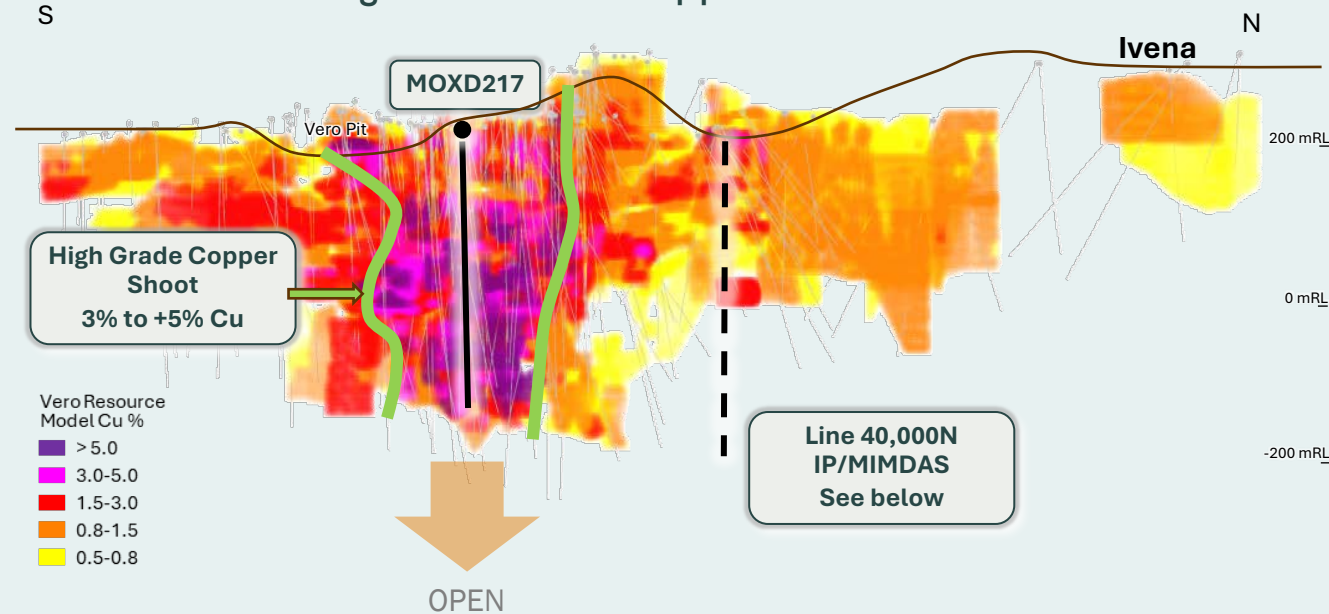 S
N
Ivena
MOXD217
Vero Pit
200 mRL
High Grade Copper
Shoot
3% to +5% Cu
0 mRL
Vero Resource
Model Cu %
> 5.0
3.0-5.0
1.5-3.0
0.8-1.5
0.5-0.8
Line 40,000N
IP/MIMDAS
See below
-200 mRL
OPEN